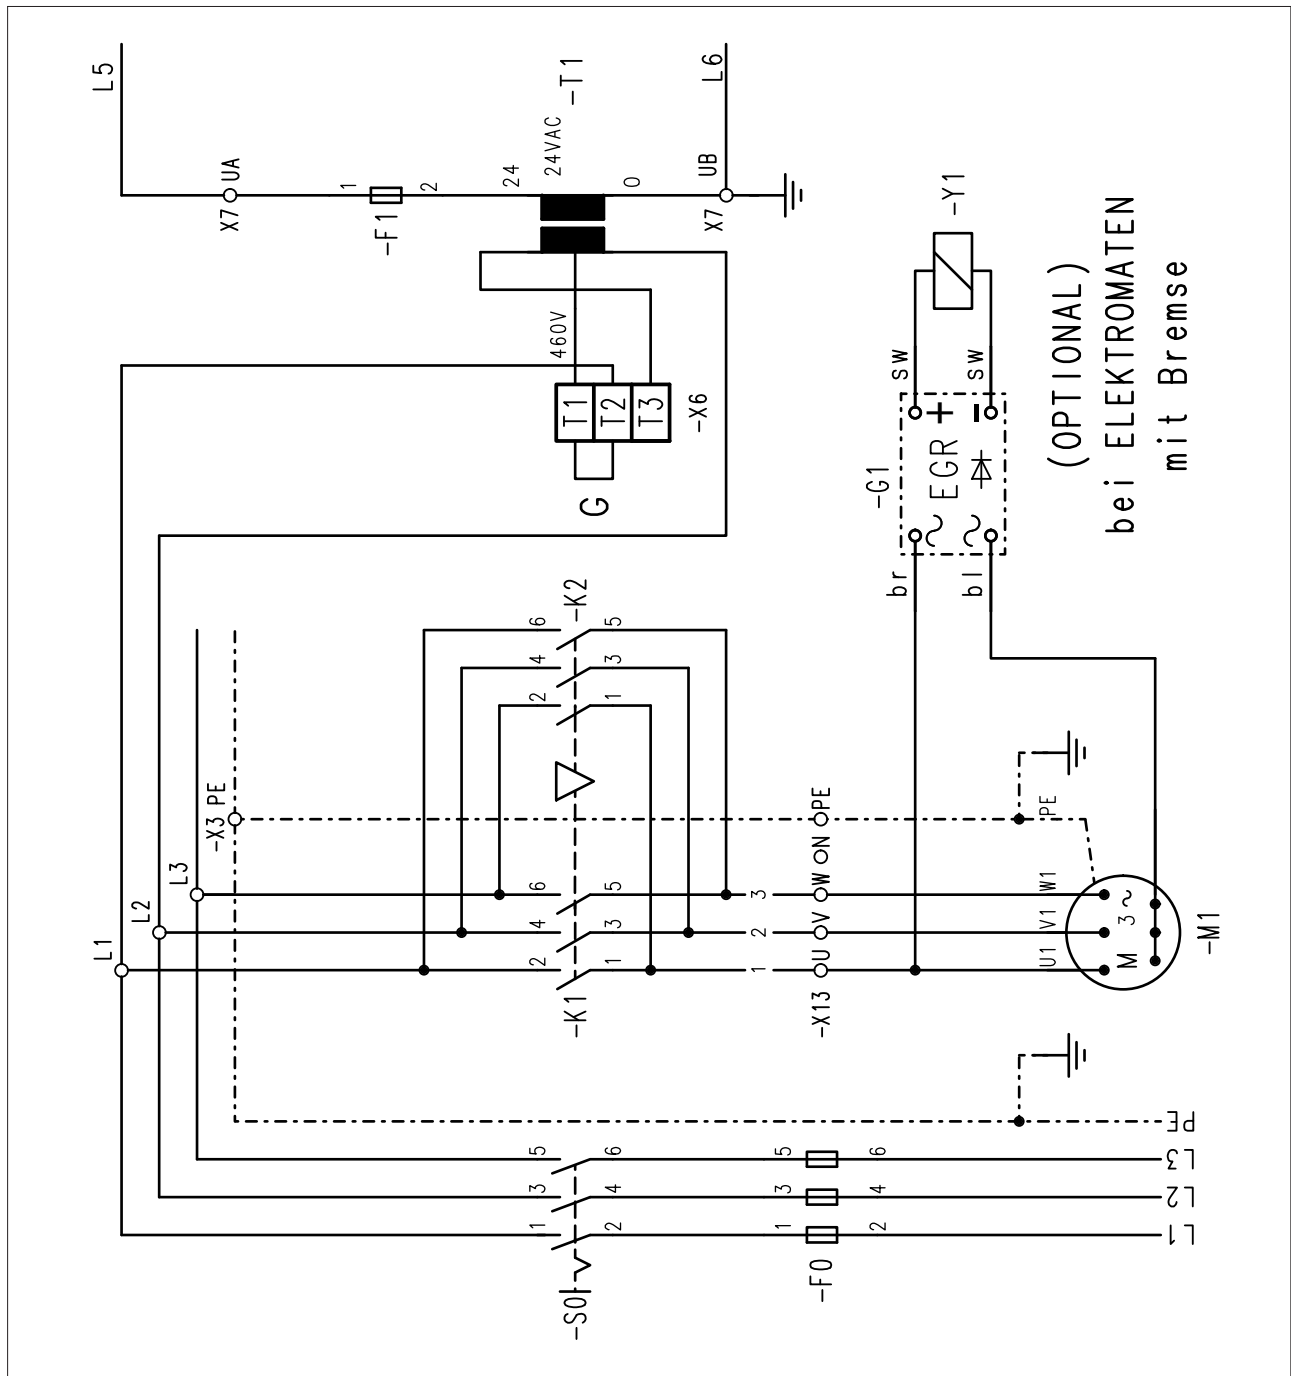 L5
L6
-T1
UA
X7
1
2
-F1
24
24VAC
0
UB
X7
460V
T1
T2
T3
-X6
G
-Y1
sw
sw
+
-
-G1
EGR
~
~
br
bl
(OPTIONAL)
bei ELEKTROMATEN
mit Bremse
L1
L2
L3
-X3 PE
2
4
6
1
3
5
-K1
2
4
6
1
3
5
-K2
1
2
3
-X13
U
V
W
N
PE
PE
U1
V1
W1
M
3
~
-M1
-S0
1
3
5
2
4
6
-F0
1
3
5
2
4
6
L1
L2
L3
PE